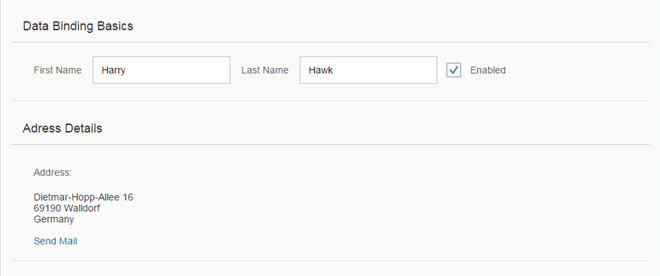 Data Binding Basics
First Name Harry Last Name Hawk Enabled
Adress Details
Address:
Dietmar-Hopp-Allee 16
69190 Walldorf
Germany
Send Mail